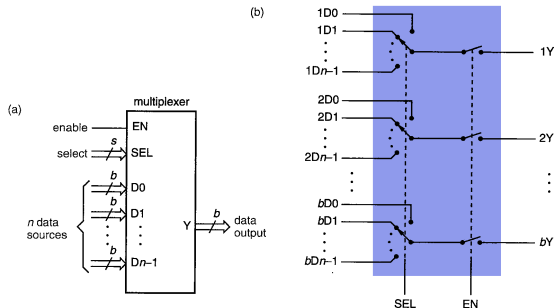 (a)
multiplexer
enable
EN
s
select
SEL
b
D0
b
D1
n data
sources
b
Dn–1
Y
b
data
output
(b)
1D0
1D1
1Dn–1
1Y
2D0
2D1
2Dn–1
2Y
bD0
bD1
bDn–1
bY
SEL
EN